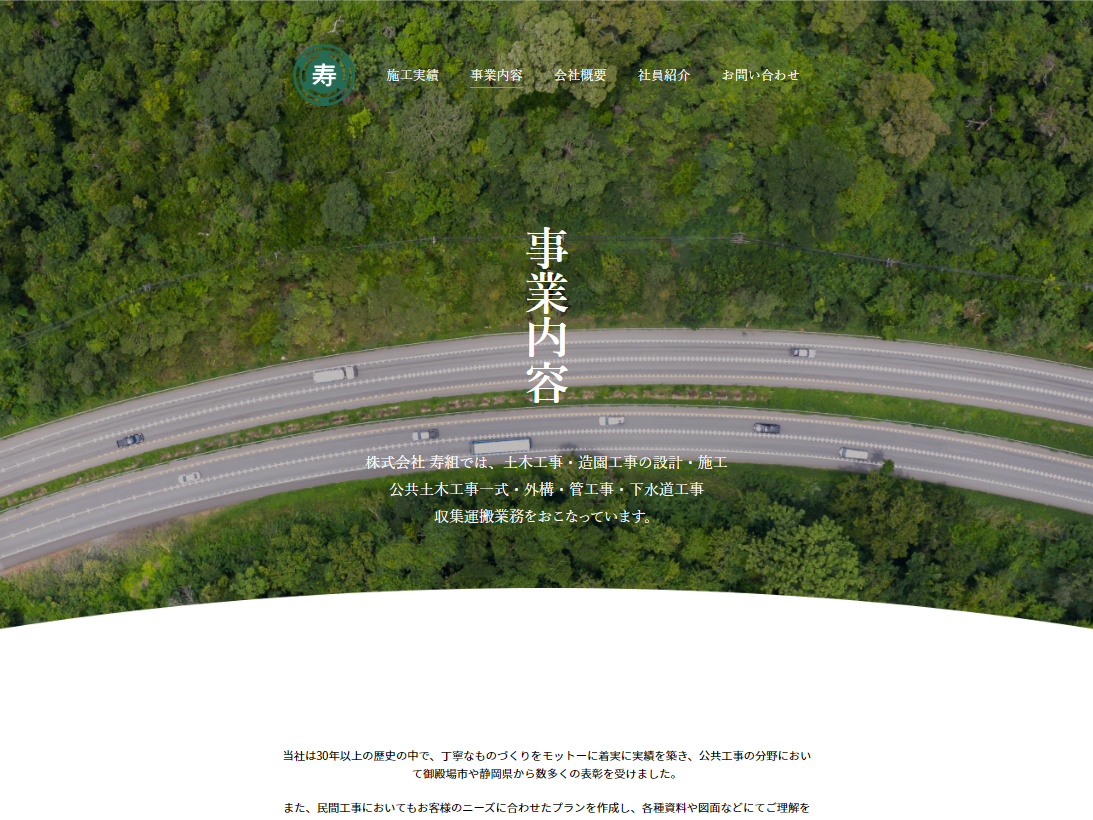 寿
施工実績 事業内容 会社概要 社員紹介 お問い合わせ
事業内容
株式会社 寿組では、土木工事・造園工事の設計・施工
公共土木工事一式・外構・管工事・下水道工事
収集運搬業務をおこなっています。
当社は30年以上の歴史の中で、丁寧なものづくりをモットーに着実に実績を築き、公共工事の分野におい
て御殿場市や静岡県から数多くの表彰を受けました。
また、民間工事においてもお客様のニーズに合わせたプランを作成し、各種資料や図面などにてご理解を